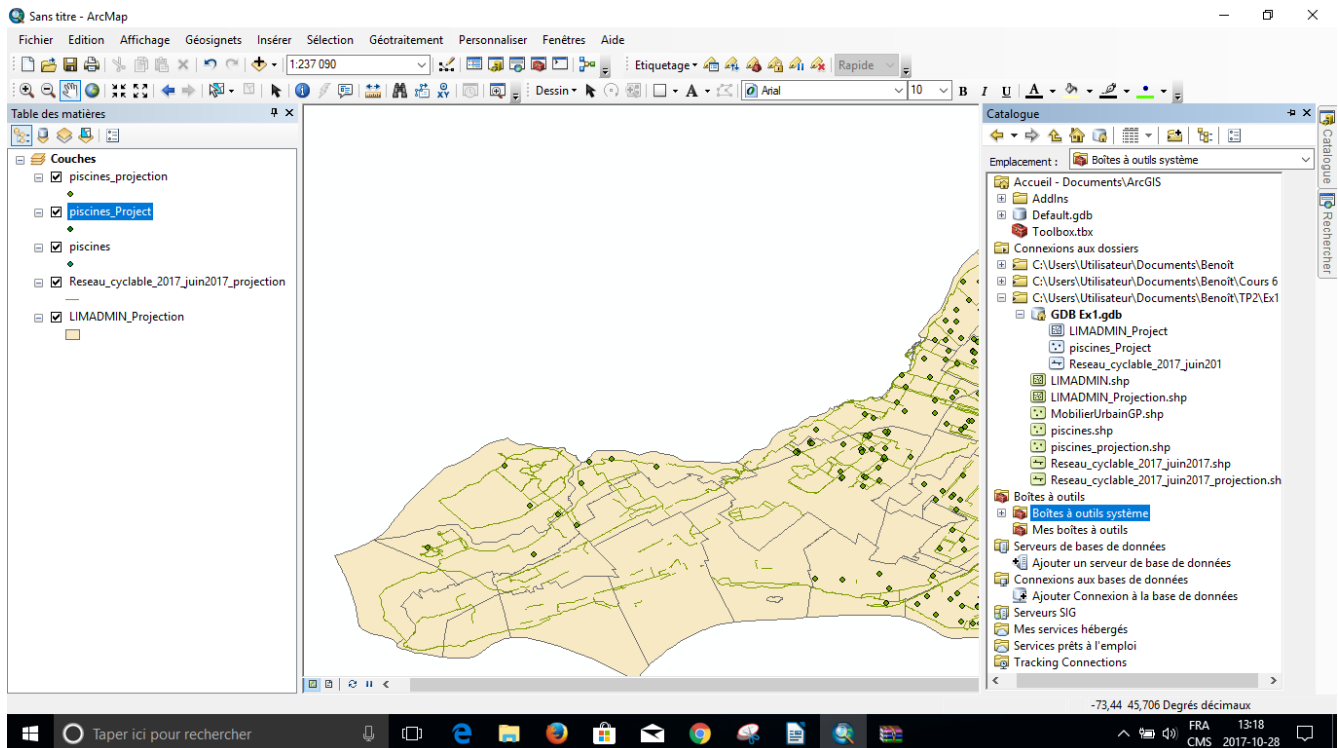 Sans titre - ArcMap
Fichier Edition Affichage Géosignets Insérer Sélection Géotraitement Personnaliser Fenêtres Aide
1:237 090 Etiquetage Rapide
Dessin A Arial 10 B I U A
Table des matières
Couches
piscines_projection
piscines_Project
piscines
Reseau_cyclable_2017_juin2017_projection
LIMADMIN_Projection
Catalogue
Emplacement : Boîtes à outils système
Accueil - Documents\ArcGIS
AddIns
Default.gdb
Toolbox.tbx
Connexions aux dossiers
C:\Users\Utilisateur\Documents\Benoît
C:\Users\Utilisateur\Documents\Benoît\Cours 6
C:\Users\Utilisateur\Documents\Benoît\TP2\Ex1
GDB Ex1.gdb
LIMADMIN_Project
piscines_Project
Reseau_cyclable_2017_juin201
LIMADMIN.shp
LIMADMIN_Projection.shp
MobilierUrbainGP.shp
piscines.shp
piscines_projection.shp
Reseau_cyclable_2017_juin2017.shp
Reseau_cyclable_2017_juin2017_projection.sh
Boîtes à outils
Boîtes à outils système
Mes boîtes à outils
Serveurs de bases de données
Ajouter un serveur de base de données
Connexions aux bases de données
Ajouter Connexion à la base de données
Serveurs SIG
Mes services hébergés
Services prêts à l'emploi
Tracking Connections
Catalogue
Rechercher
-73,44 45,706 Degrés décimaux
Taper ici pour rechercher
FRA 13:18
CMS 2017-10-28